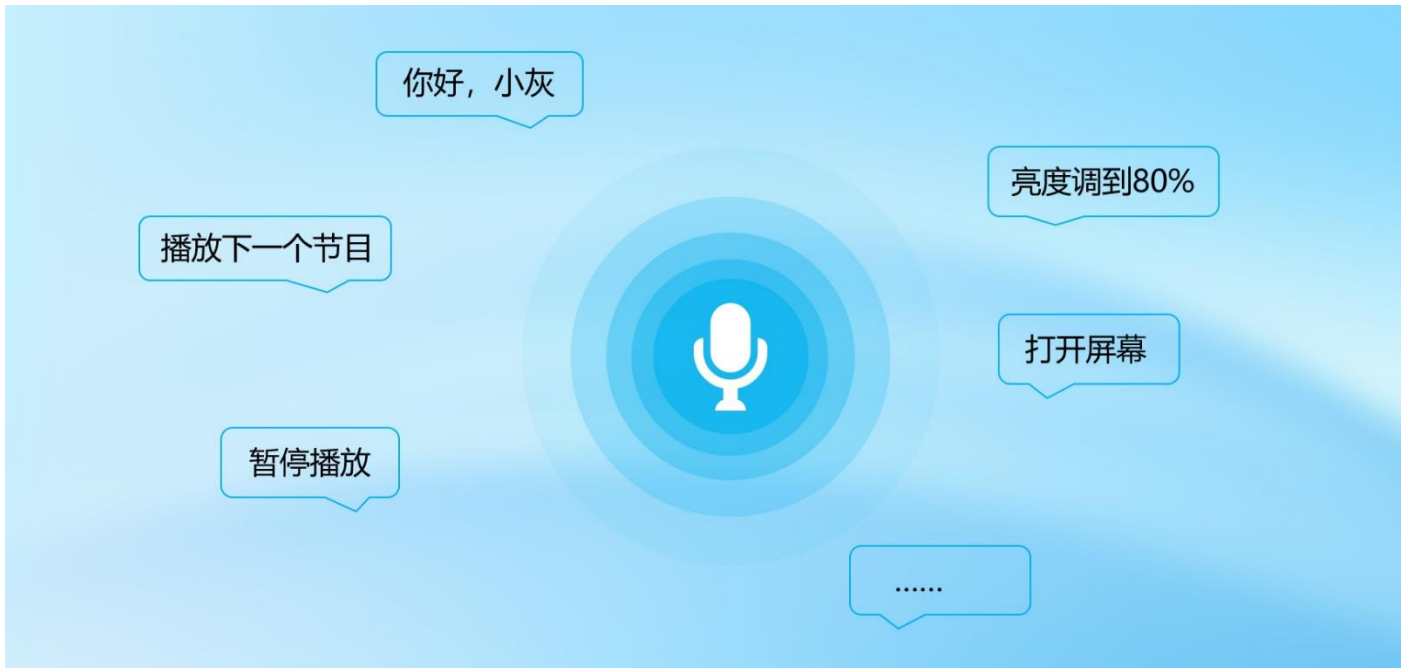 你好，小灰
亮度调到80%
播放下一个节目
打开屏幕
暂停播放
......